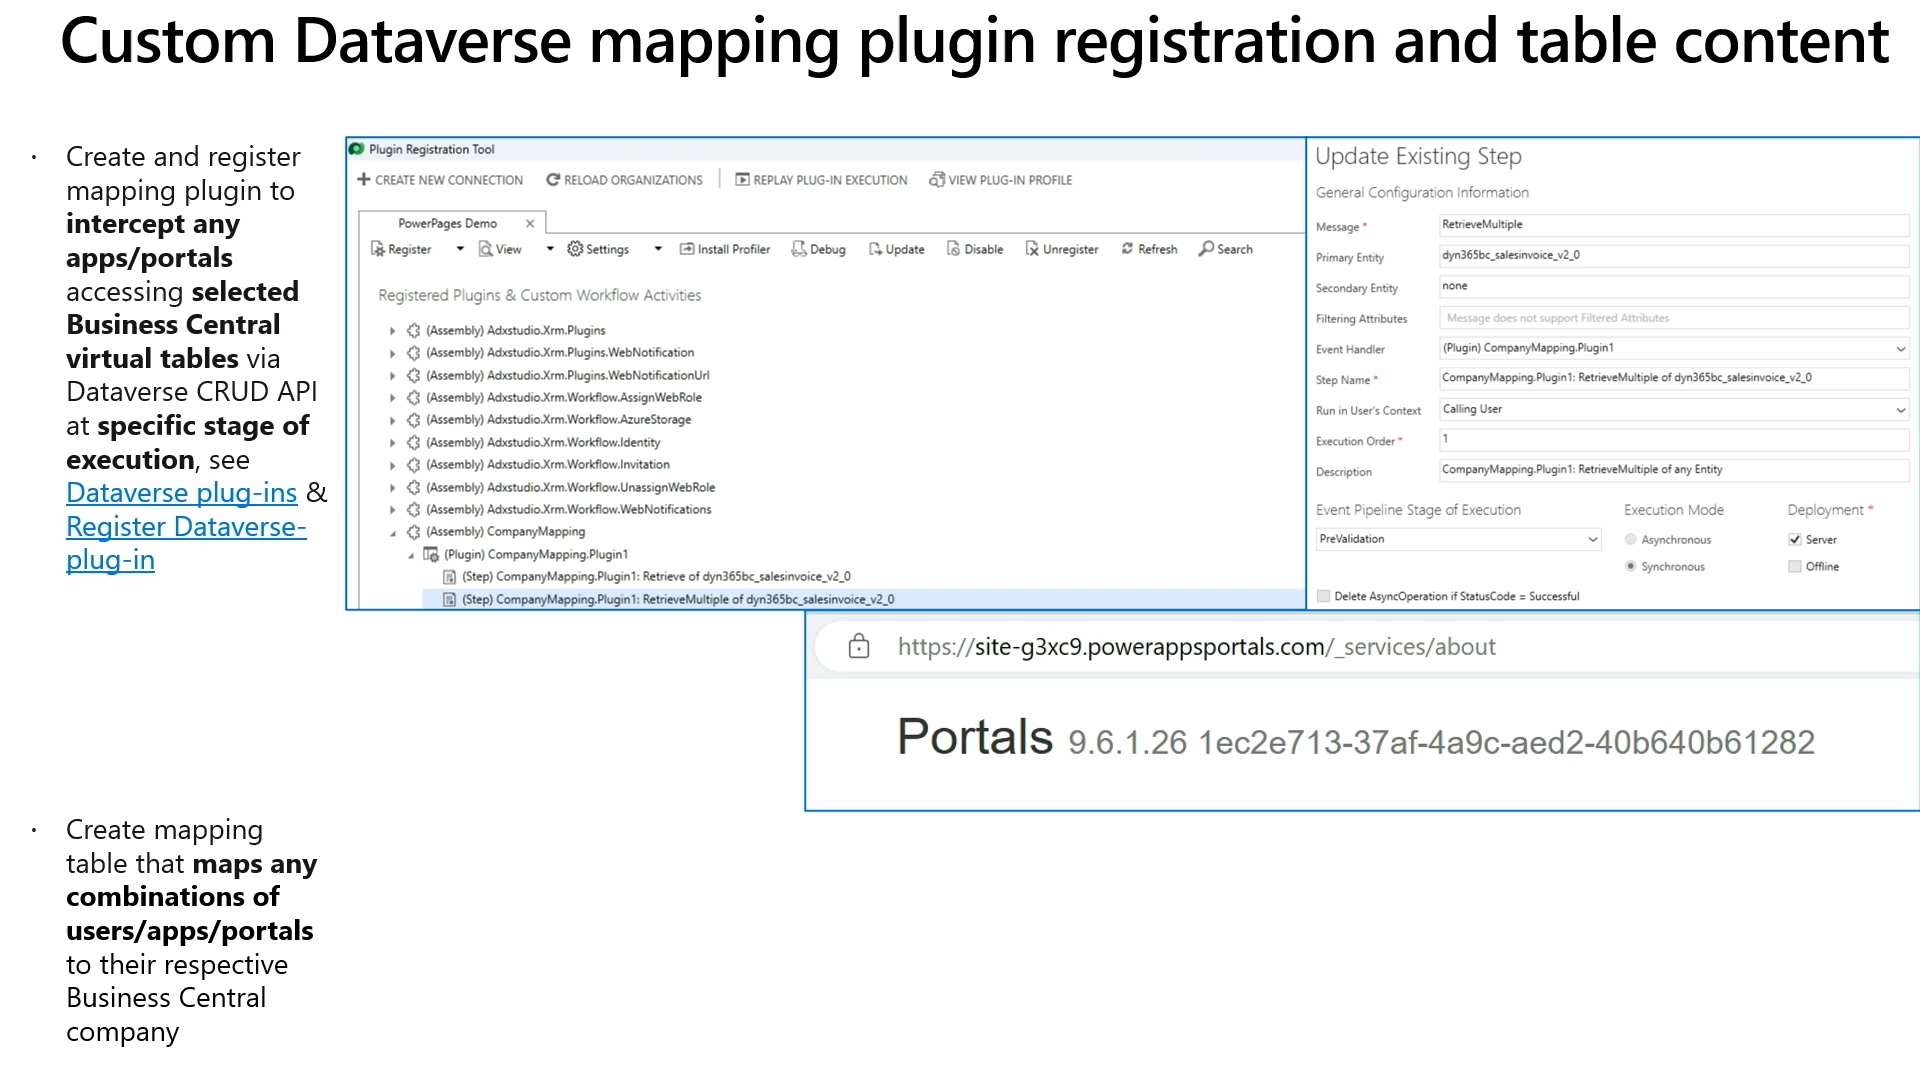 Custom Dataverse mapping plugin registration and table content
· Create and register
mapping plugin to
intercept any
apps/portals
accessing selected
Business Central
virtual tables via
Dataverse CRUD API
at specific stage of
execution, see
Dataverse plug-ins &
Register Dataverse-
plug-in
Plugin Registration Tool
CREATE NEW CONNECTION RELOAD ORGANIZATIONS REPLAY PLUG-IN EXECUTION VIEW PLUG-IN PROFILE
PowerPages Demo
Register View Settings Install Profiler Debug Update Disable Unregister Refresh Search
Registered Plugins & Custom Workflow Activities
(Assembly) Adxstudio.Xrm.Plugins
(Assembly) Adxstudio.Xrm.Plugins.WebNotification
(Assembly) Adxstudio.Xrm.Plugins.WebNotificationUrl
(Assembly) Adxstudio.Xrm.Workflow.AssignWebRole
(Assembly) Adxstudio.Xrm.Workflow.AzureStorage
(Assembly) Adxstudio.Xrm.Workflow.Identity
(Assembly) Adxstudio.Xrm.Workflow.Invitation
(Assembly) Adxstudio.Xrm.Workflow.UnassignWebRole
(Assembly) Adxstudio.Xrm.Workflow.WebNotifications
(Assembly) CompanyMapping
(Plugin) CompanyMapping.Plugin1
(Step) CompanyMapping.Plugin1: Retrieve of dyn365bc_salesinvoice_v2_0
(Step) CompanyMapping.Plugin1: RetrieveMultiple of dyn365bc_salesinvoice_v2_0
Update Existing Step
General Configuration Information
Message * RetrieveMultiple
Primary Entity dyn365bc_salesinvoice_v2_0
Secondary Entity none
Filtering Attributes Message does not support Filtered Attributes
Event Handler (Plugin) CompanyMapping.Plugin1
Step Name * CompanyMapping.Plugin1: RetrieveMultiple of dyn365bc_salesinvoice_v2_0
Run in User's Context Calling User
Execution Order * 1
Description CompanyMapping.Plugin1: RetrieveMultiple of any Entity
Event Pipeline Stage of Execution Execution Mode Deployment *
PreValidation Asynchronous Server
Synchronous Offline
Delete AsyncOperation if StatusCode = Successful
https://site-g3xc9.powerappsportals.com/_services/about
Portals 9.6.1.26 1ec2e713-37af-4a9c-aed2-40b640b61282
· Create mapping
table that maps any
combinations of
users/apps/portals
to their respective
Business Central
company